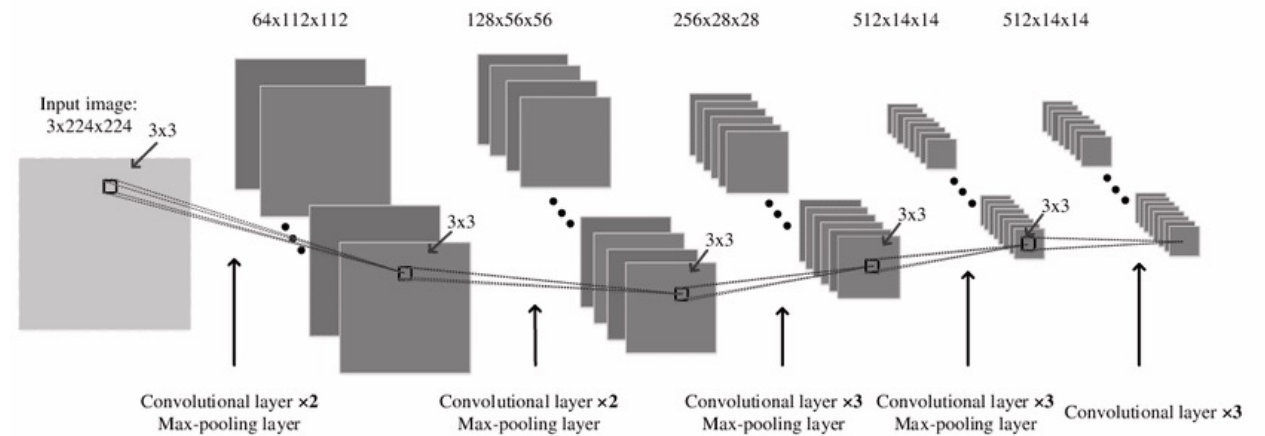 64x112x112
128x56x56
256x28x28
512x14x14
512x14x14
Input image:
3x224x224
3x3
3x3
3x3
3x3
3x3
Convolutional layer ×2
Max-pooling layer
Convolutional layer ×2
Max-pooling layer
Convolutional layer ×3
Max-pooling layer
Convolutional layer ×3
Max-pooling layer
Convolutional layer ×3